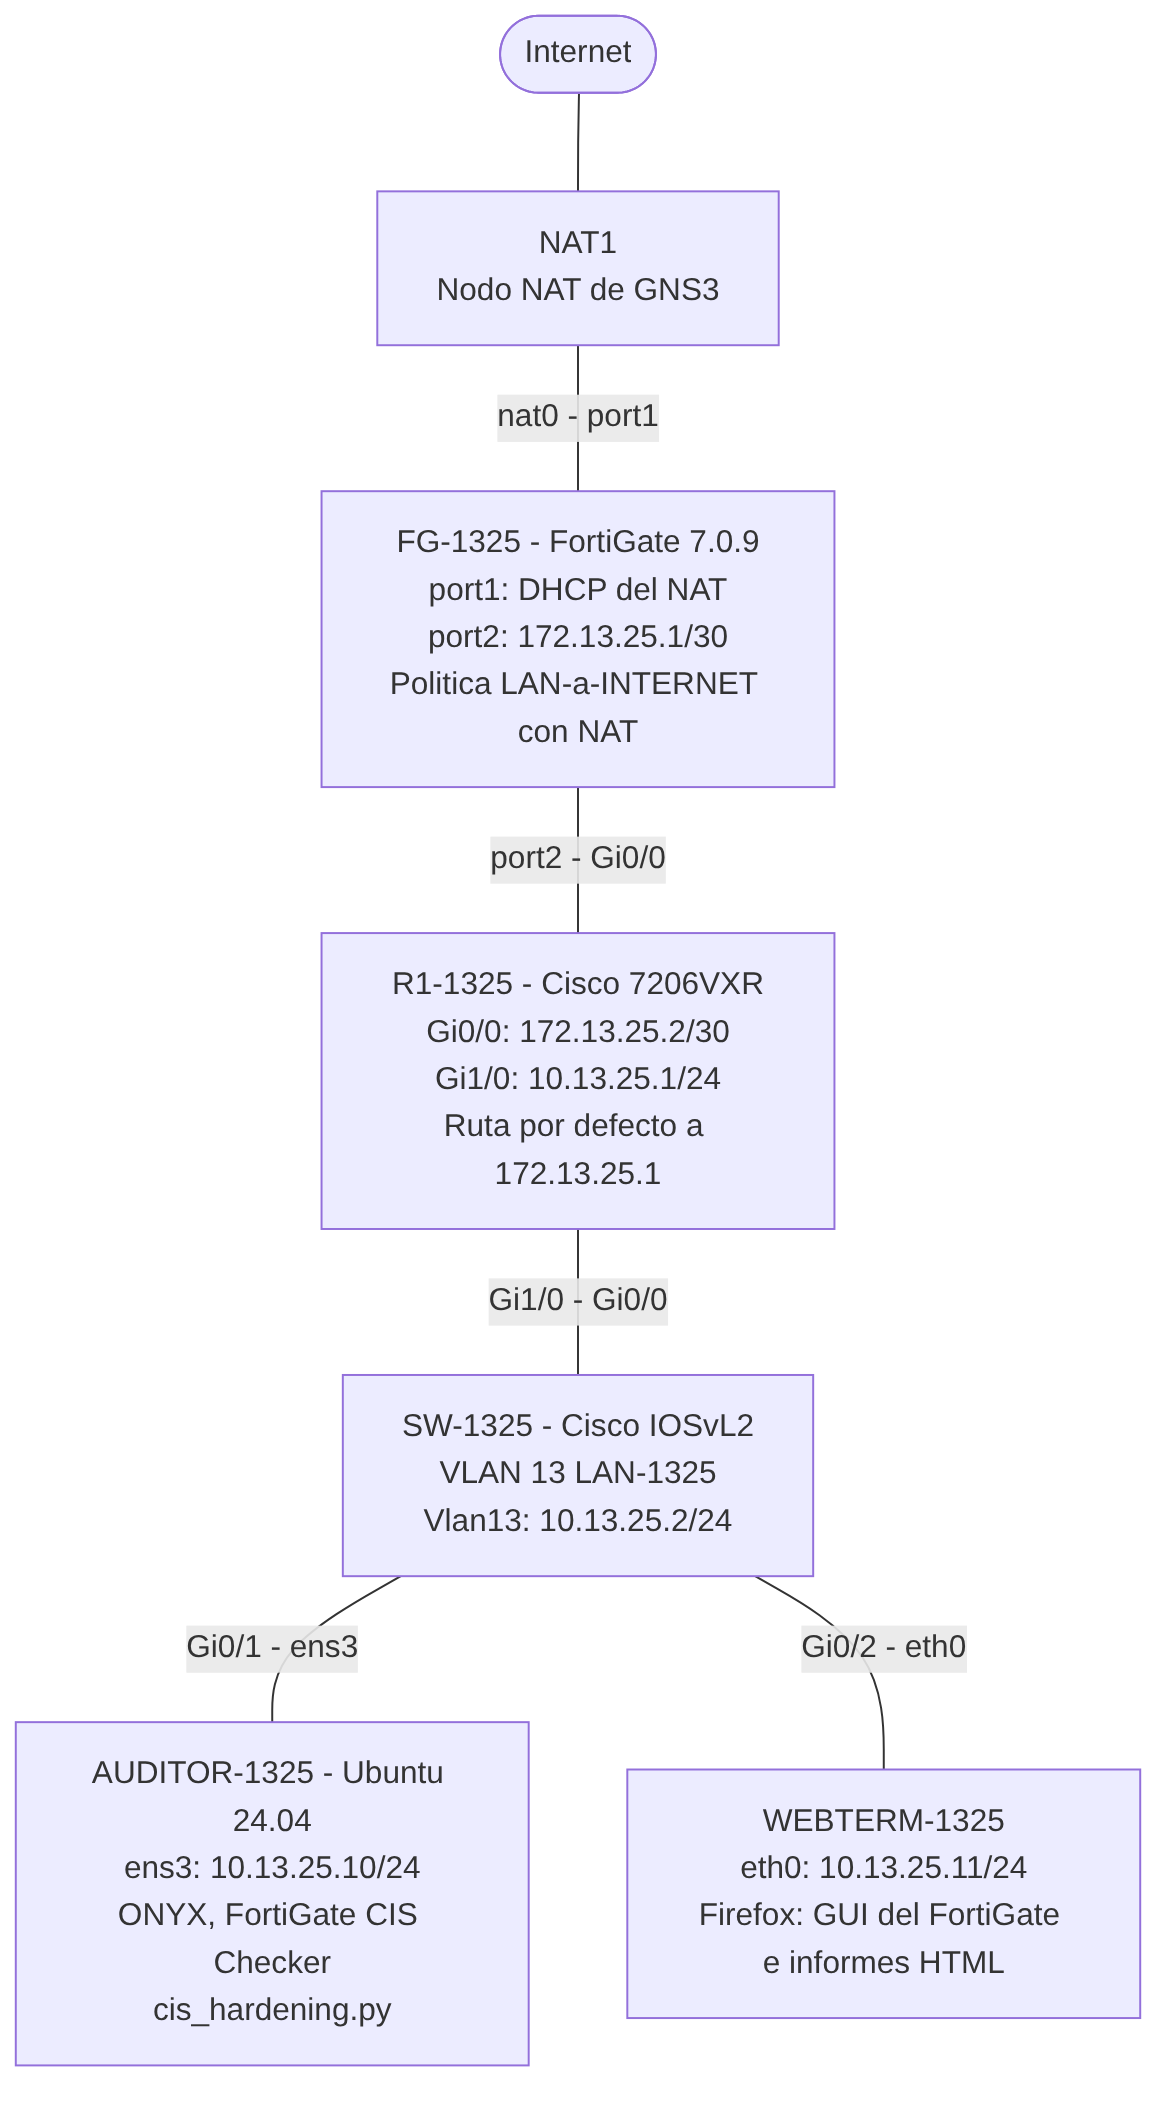 Internet
NAT1
Nodo NAT de GNS3
nat0 - port1
FG-1325 - FortiGate 7.0.9
port1: DHCP del NAT
port2: 172.13.25.1/30
Politica LAN-a-INTERNET
con NAT
port2 - Gi0/0
R1-1325 - Cisco 7206VXR
Gi0/0: 172.13.25.2/30
Gi1/0: 10.13.25.1/24
Ruta por defecto a
172.13.25.1
Gi1/0 - Gi0/0
SW-1325 - Cisco IOSvL2
VLAN 13 LAN-1325
Vlan13: 10.13.25.2/24
Gi0/1 - ens3
Gi0/2 - eth0
AUDITOR-1325 - Ubuntu
24.04
ens3: 10.13.25.10/24
ONYX, FortiGate CIS
Checker
cis_hardening.py
WEBTERM-1325
eth0: 10.13.25.11/24
Firefox: GUI del FortiGate
e informes HTML